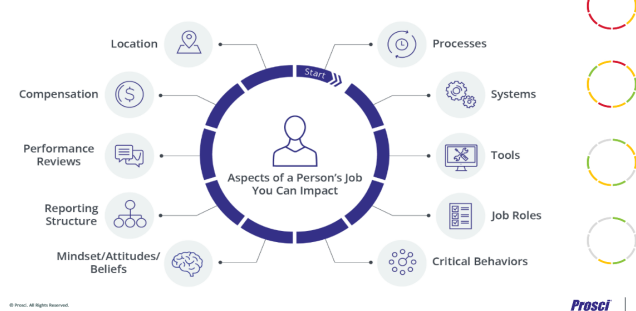 Start
Processes
Systems
Tools
Job Roles
Critical Behaviors
Mindset/Attitudes/
Beliefs
Reporting
Structure
Performance
Reviews
Compensation
Location
Aspects of a Person's Job
You Can Impact
© Prosci. All Rights Reserved.
Prosci